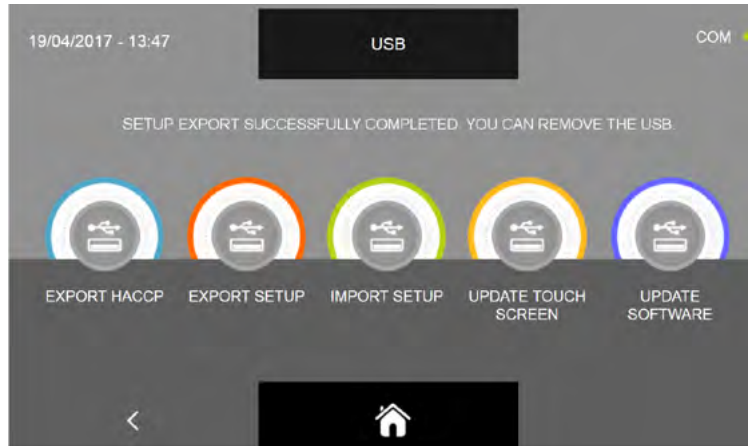 19/04/2017 - 13:47
USB
COM
SETUP EXPORT SUCCESSFULLY COMPLETED. YOU CAN REMOVE THE USB.
EXPORT HACCP
EXPORT SETUP
IMPORT SETUP
UPDATE TOUCH
SCREEN
UPDATE
SOFTWARE